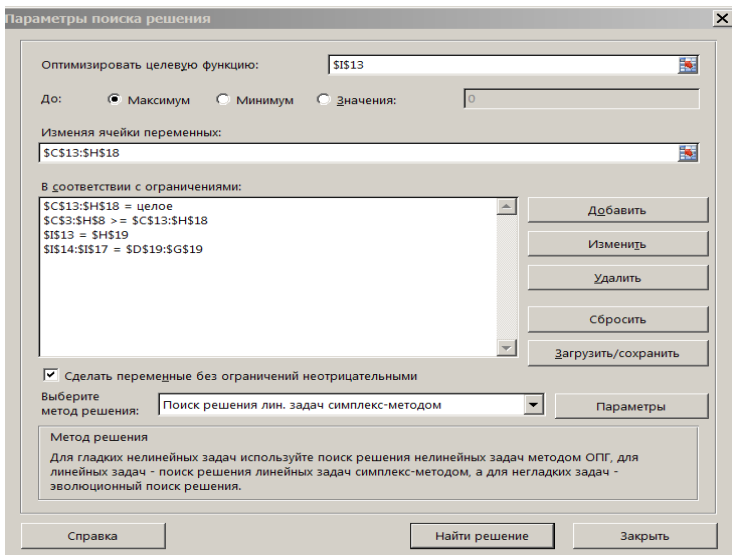 Параметры поиска решения
Оптимизировать целевую функцию:
$I$13
До:
Максимум
Минимум
Значения:
0
Изменяя ячейки переменных:
$C$13:$H$18
В соответствии с ограничениями:
$C$13:$H$18 = целое
$C$3:$H$8 >= $C$13:$H$18
$I$13 = $H$19
$I$14:$I$17 = $D$19:$G$19
Добавить
Изменить
Удалить
Сбросить
Загрузить/сохранить
Сделать переменные без ограничений неотрицательными
Выберите
метод решения:
Поиск решения лин. задач симплекс-методом
Параметры
Метод решения
Для гладких нелинейных задач используйте поиск решения нелинейных задач методом ОПГ, для
линейных задач - поиск решения линейных задач симплекс-методом, а для негладких задач -
эволюционный поиск решения.
Справка
Найти решение
Закрыть